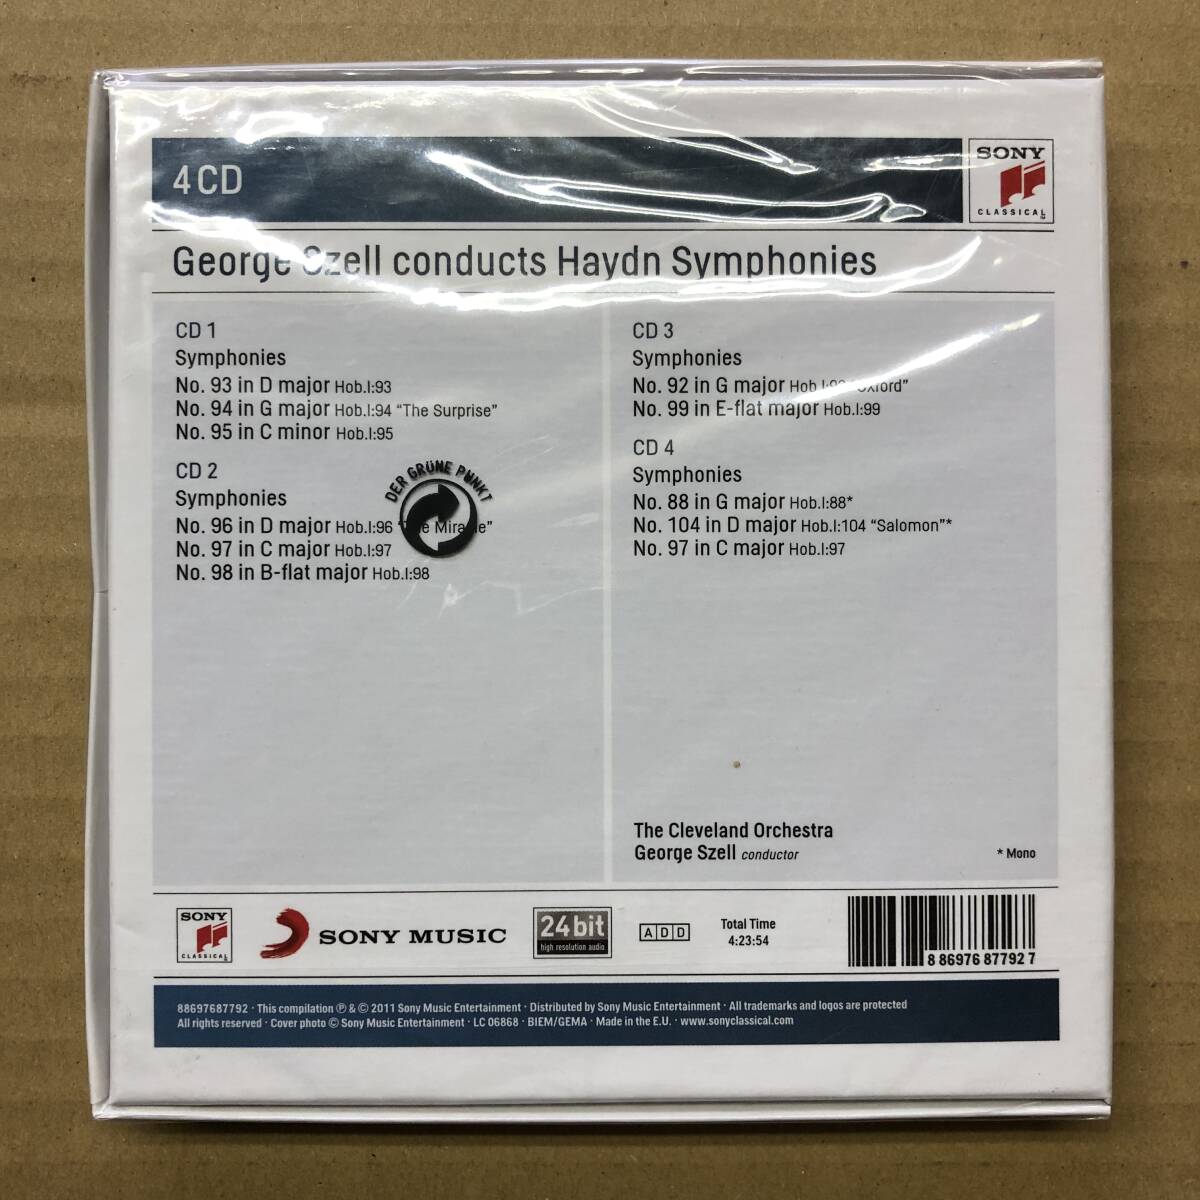 4 CD
SONY
CLASSICAL
George Szell conducts Haydn Symphonies
CD 1
Symphonies
No. 93 in D major Hob.I:93
No. 94 in G major Hob.I:94 “The Surprise”
No. 95 in C minor Hob.I:95
CD 2
Symphonies
No. 96 in D major Hob.I:96 “The Miracle”
No. 97 in C major Hob.I:97
No. 98 in B-flat major Hob.I:98
DER GRÜNE PUNKT
CD 3
Symphonies
No. 92 in G major Hob.I:92 “Oxford”
No. 99 in E-flat major Hob.I:99
CD 4
Symphonies
No. 88 in G major Hob.I:88*
No. 104 in D major Hob.I:104 “Salomon”*
No. 97 in C major Hob.I:97
The Cleveland Orchestra
George Szell conductor
* Mono
SONY
CLASSICAL
SONY MUSIC
24 bit
high resolution audio
A D D
Total Time
4:23:54
8 86976 87792 7
88697687792 · This compilation ℗ & © 2011 Sony Music Entertainment · Distributed by Sony Music Entertainment · All trademarks and logos are protected
All rights reserved · Cover photo © Sony Music Entertainment · LC 06868 · BIEM/GEMA · Made in the E.U. · www.sonyclassical.com